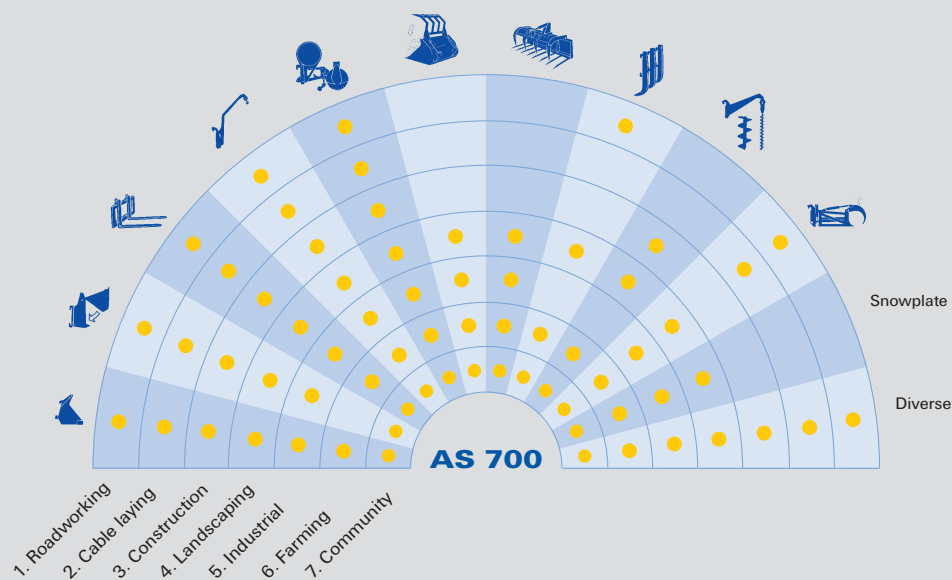 Snowplate
Diverse
AS 700
1. Roadworking
2. Cable laying
3. Construction
4. Landscaping
5. Industrial
6. Farming
7. Community